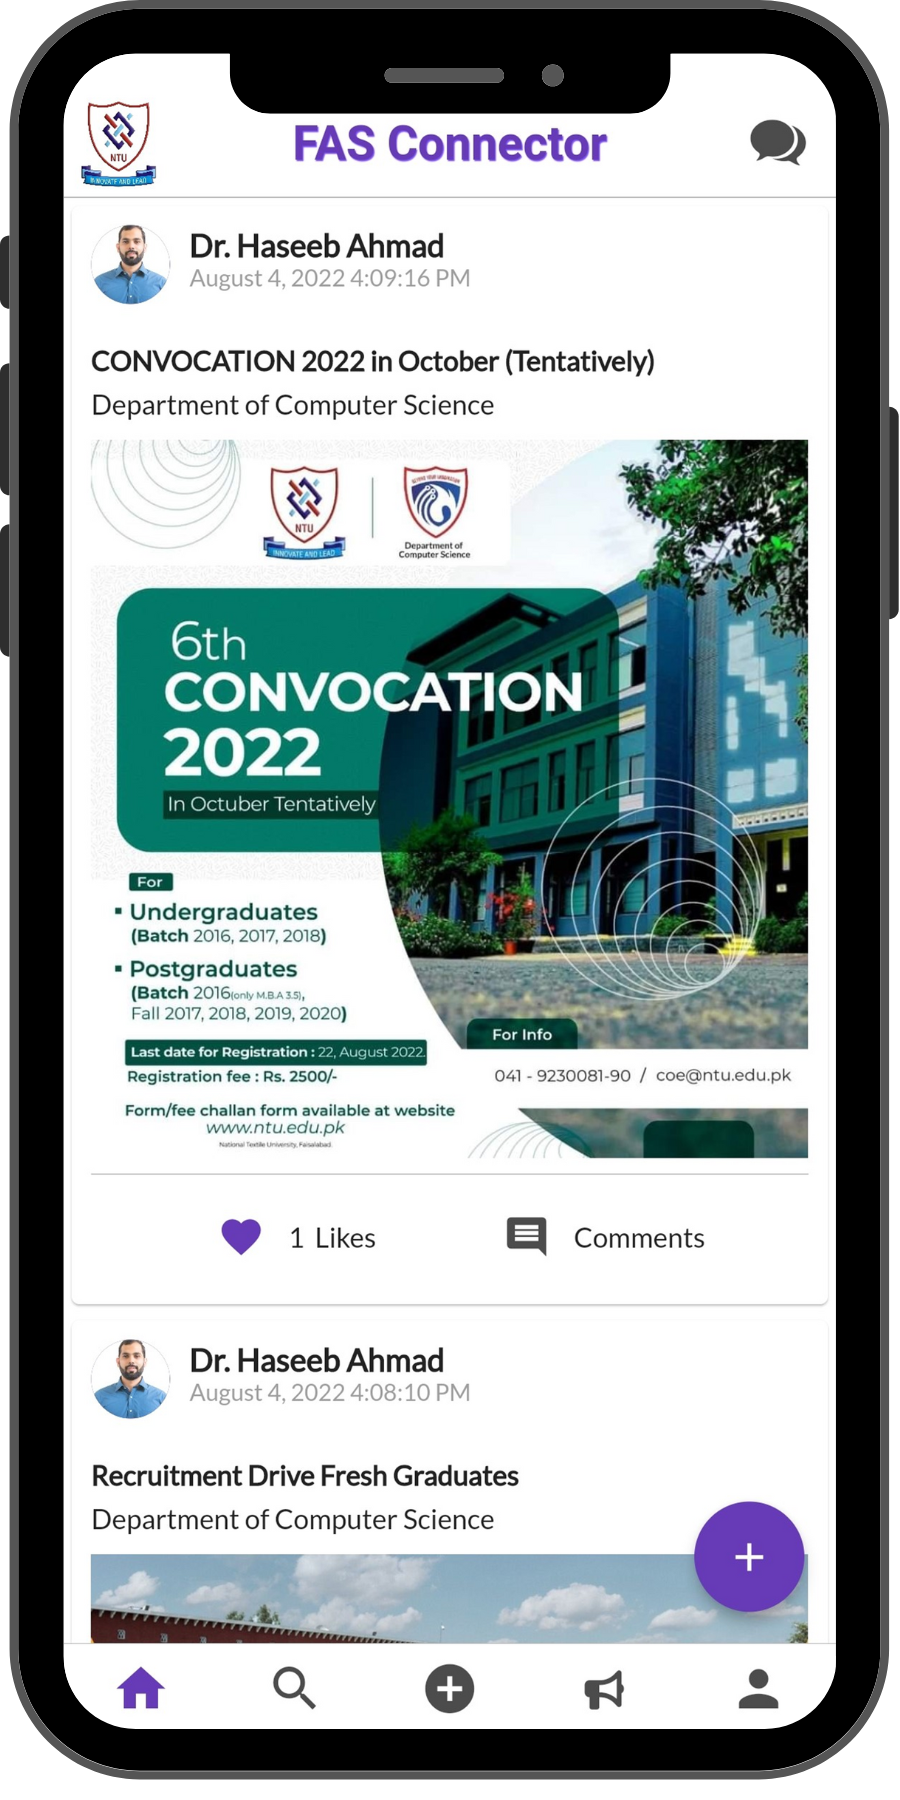 NTU
INNOVATE AND LEAD
FAS Connector
Dr. Haseeb Ahmad
August 4, 2022 4:09:16 PM
CONVOCATION 2022 in October (Tentatively)
Department of Computer Science
NTU
INNOVATE AND LEAD
Department of
Computer Science
6th
CONVOCATION
2022
In Octuber Tentatively
For
▪ Undergraduates
(Batch 2016, 2017, 2018)
▪ Postgraduates
(Batch 2016(only M.B.A 3.5),
Fall 2017, 2018, 2019, 2020)
Last date for Registration : 22, August 2022.
Registration fee : Rs. 2500/-
Form/fee challan form available at website
www.ntu.edu.pk
National Textile University, Faisalabad.
For Info
041 - 9230081-90 / coe@ntu.edu.pk
1 Likes
Comments
Dr. Haseeb Ahmad
August 4, 2022 4:08:10 PM
Recruitment Drive Fresh Graduates
Department of Computer Science